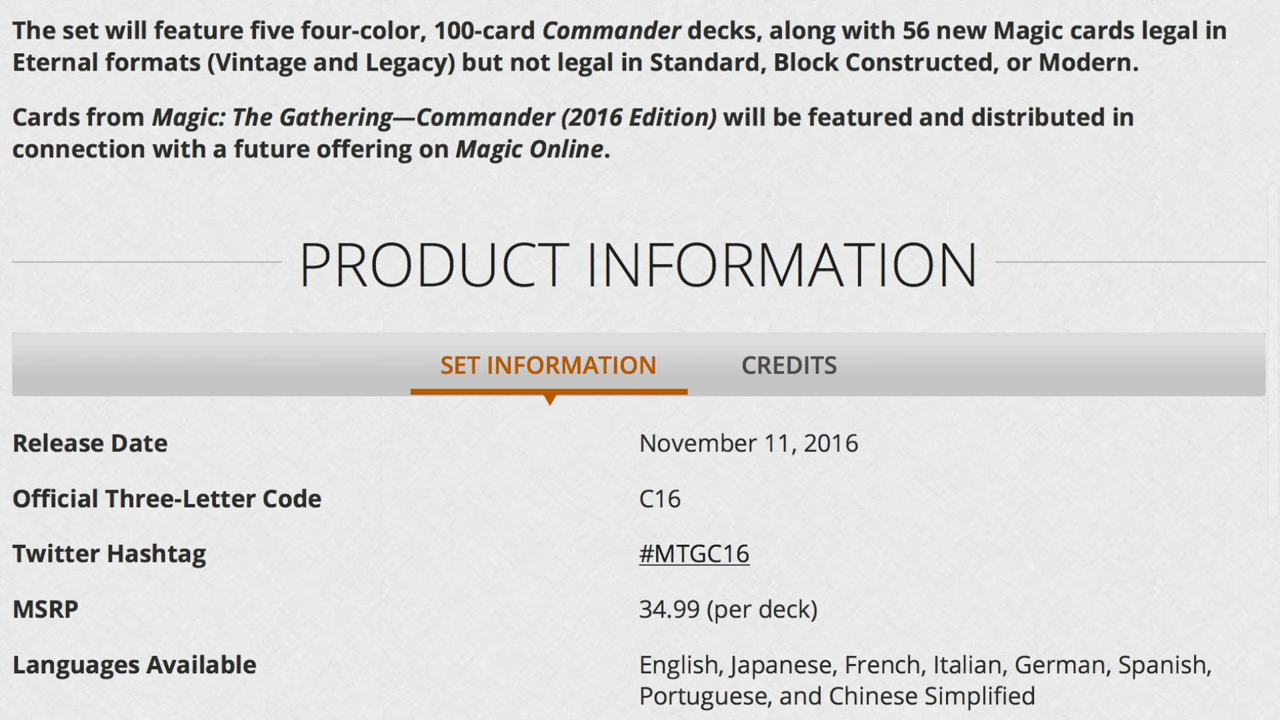 The set will feature five four-color, 100-card Commander decks, along with 56 new Magic cards legal in
Eternal formats (Vintage and Legacy) but not legal in Standard, Block Constructed, or Modern.
Cards from Magic: The Gathering—Commander (2016 Edition) will be featured and distributed in
connection with a future offering on Magic Online.
PRODUCT INFORMATION
SET INFORMATION CREDITS
Release Date November 11, 2016
Official Three-Letter Code C16
Twitter Hashtag #MTGC16
MSRP 34.99 (per deck)
Languages Available English, Japanese, French, Italian, German, Spanish,
Portuguese, and Chinese Simplified